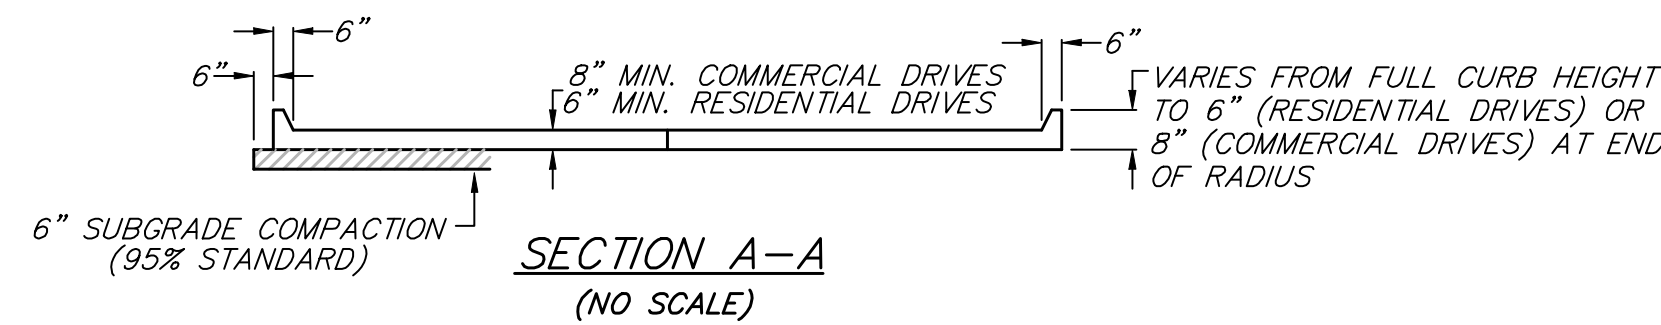 6”
6”
6”
8” MIN. COMMERCIAL DRIVES
6” MIN. RESIDENTIAL DRIVES
VARIES FROM FULL CURB HEIGHT
TO 6” (RESIDENTIAL DRIVES) OR
8” (COMMERCIAL DRIVES) AT END
OF RADIUS
6” SUBGRADE COMPACTION
(95% STANDARD)
SECTION A–A
(NO SCALE)